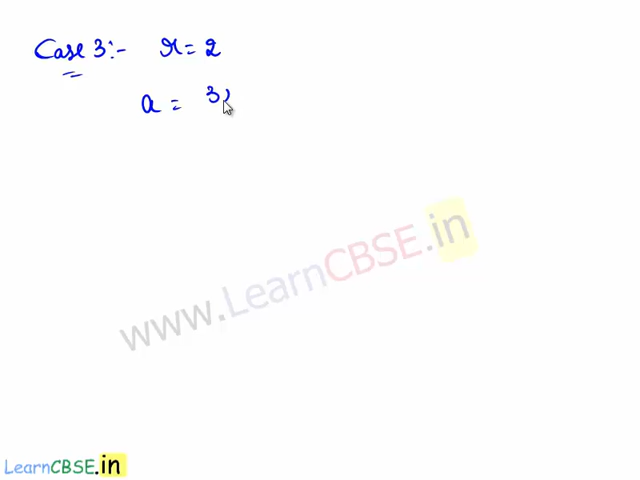 Case 3:- r = 2
a = 3
www.LearnCBSE.in
LearnCBSE.in